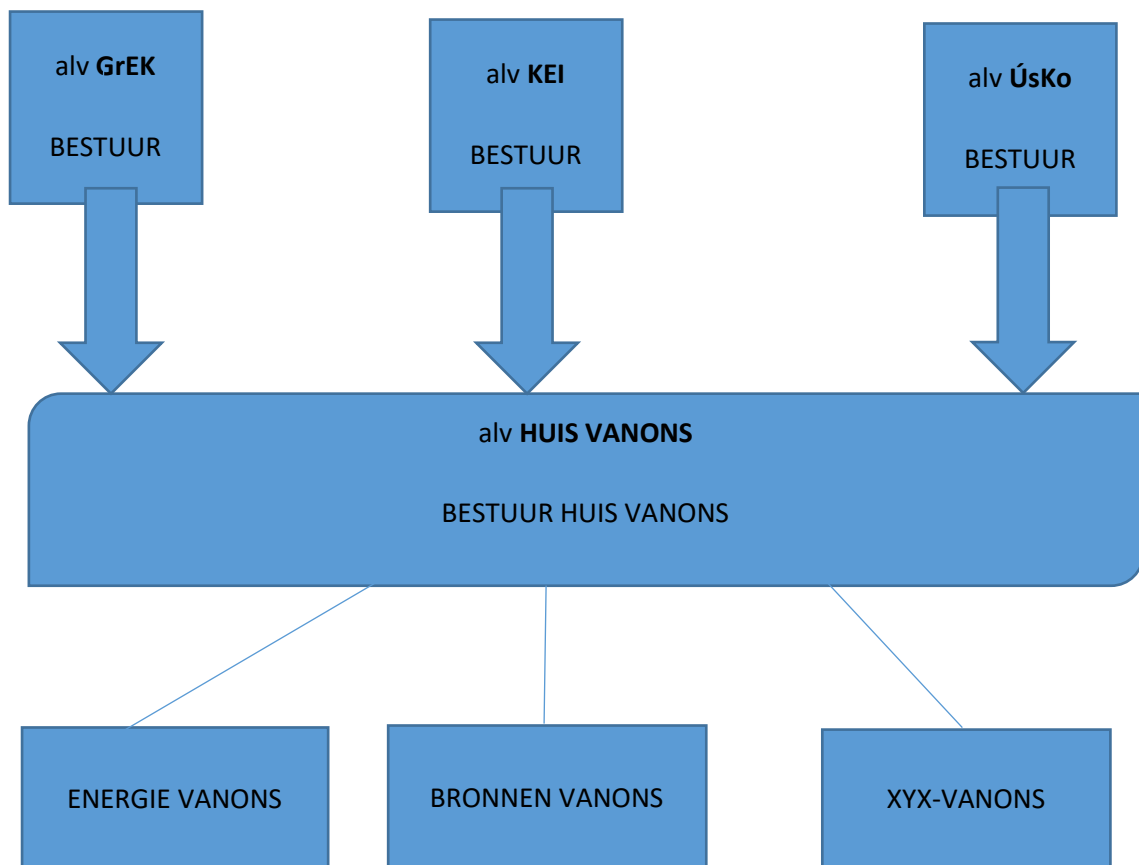 alv GrEK
BESTUUR
alv KEI
BESTUUR
alv ÚsKo
BESTUUR
alv HUIS VANONS
BESTUUR HUIS VANONS
ENERGIE VANONS
BRONNEN VANONS
XYX-VANONS